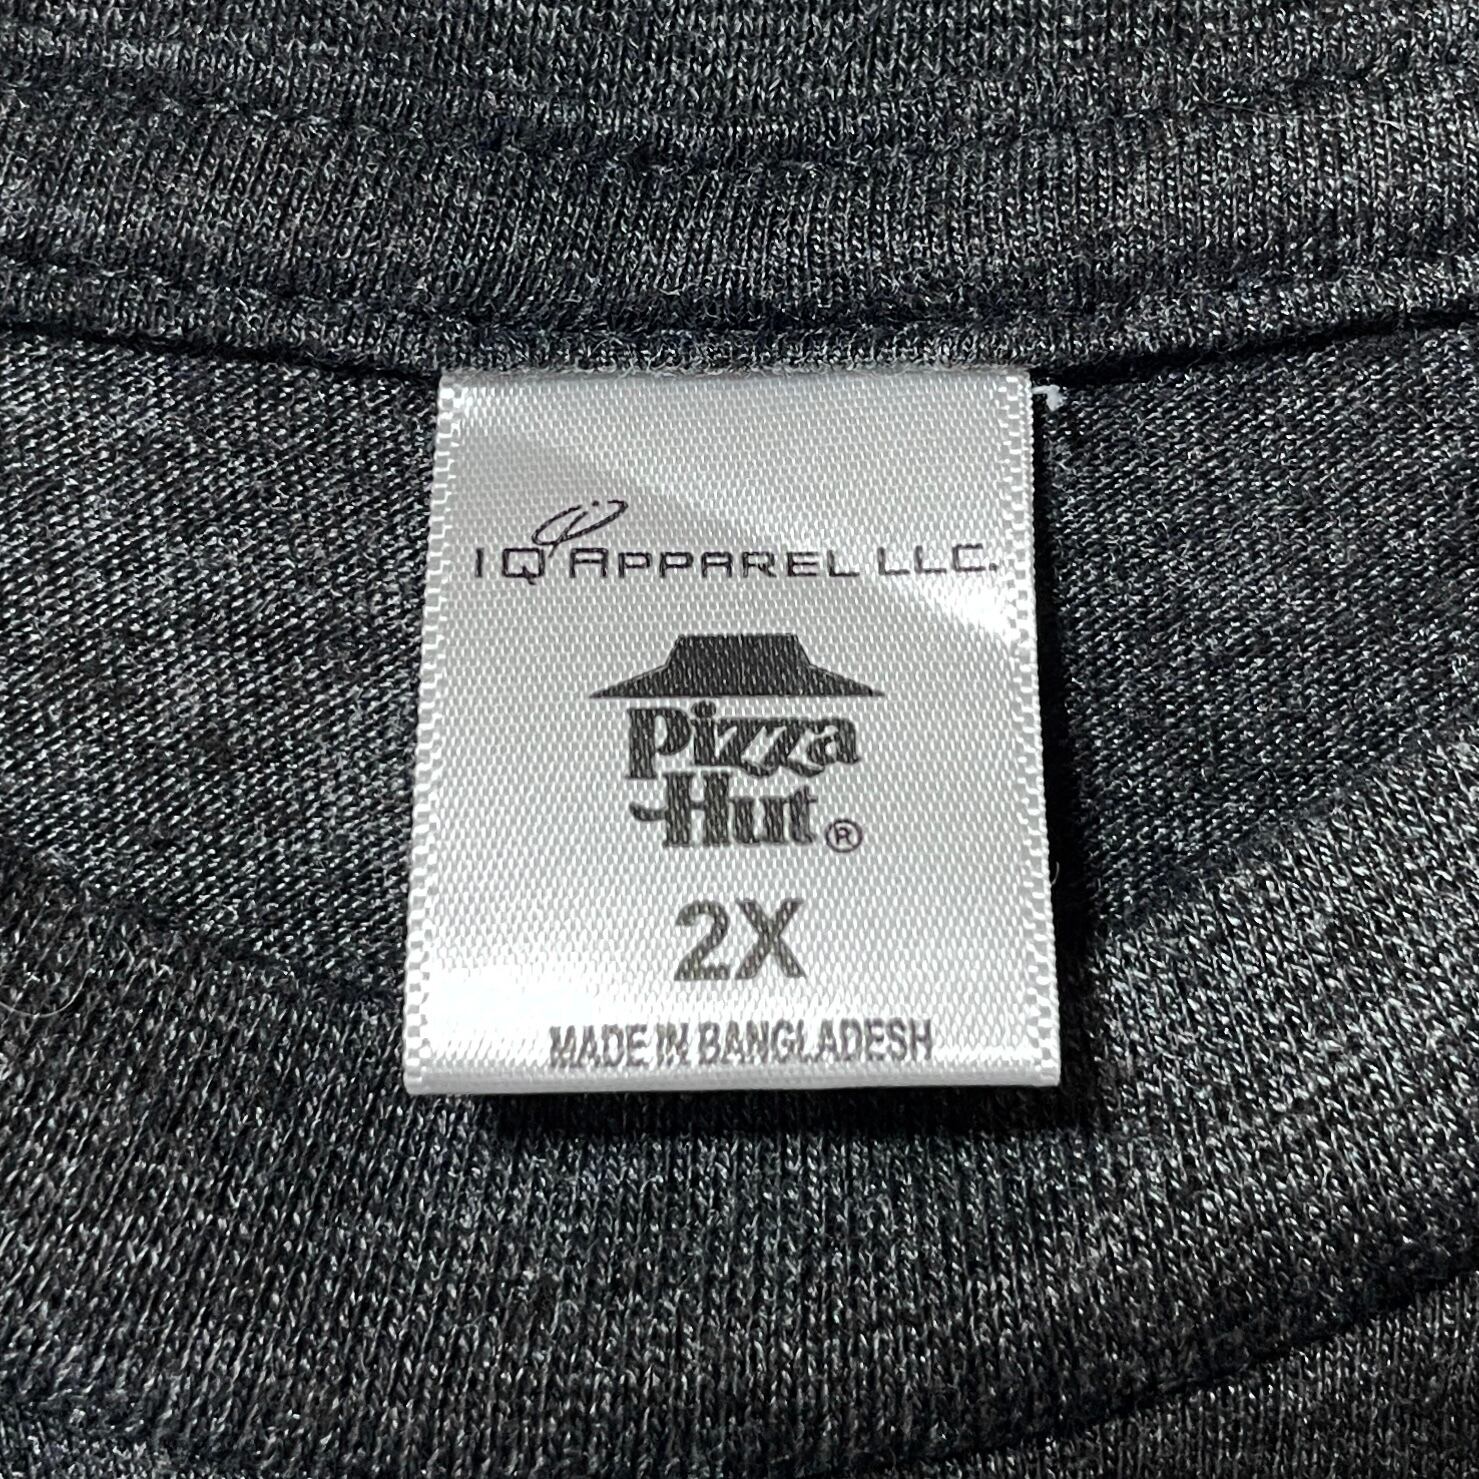 IQ APPAREL LLC.
Pizza
Hut®
2X
MADE IN BANGLADESH